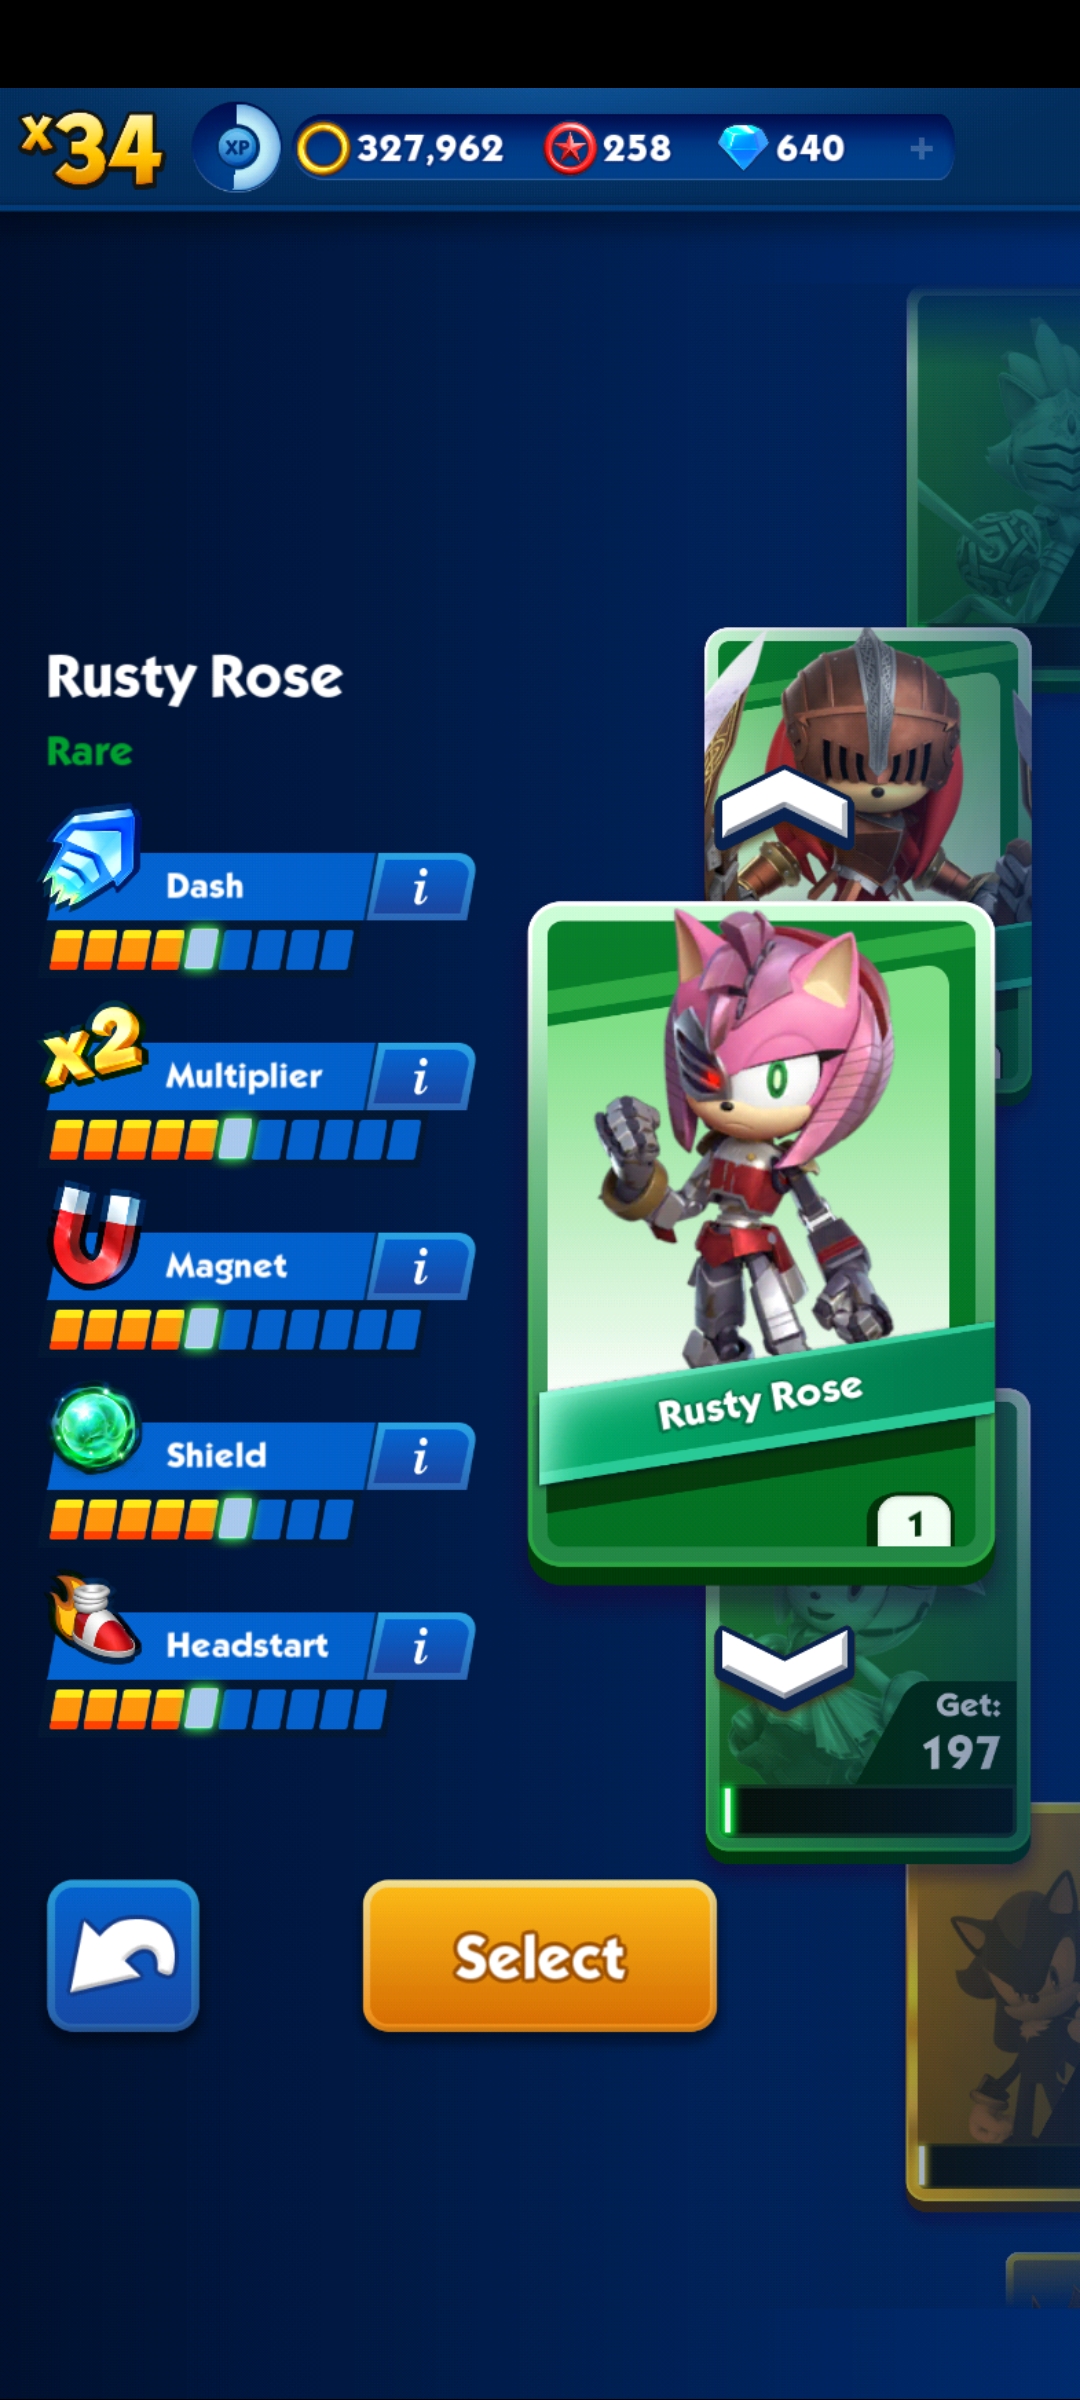 x34
XP
327,962
258
640
+
Rusty Rose
Rare
Dash
i
x2
Multiplier
i
Magnet
i
Shield
i
Headstart
i
Rusty Rose
1
Get:
197
Select